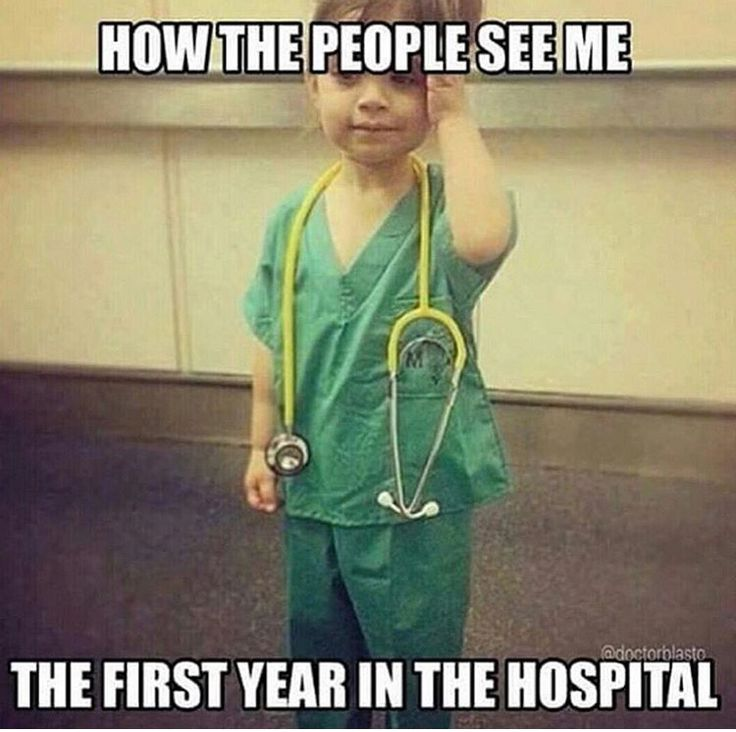 HOW THE PEOPLE SEE ME
@doctorblasto
THE FIRST YEAR IN THE HOSPITAL